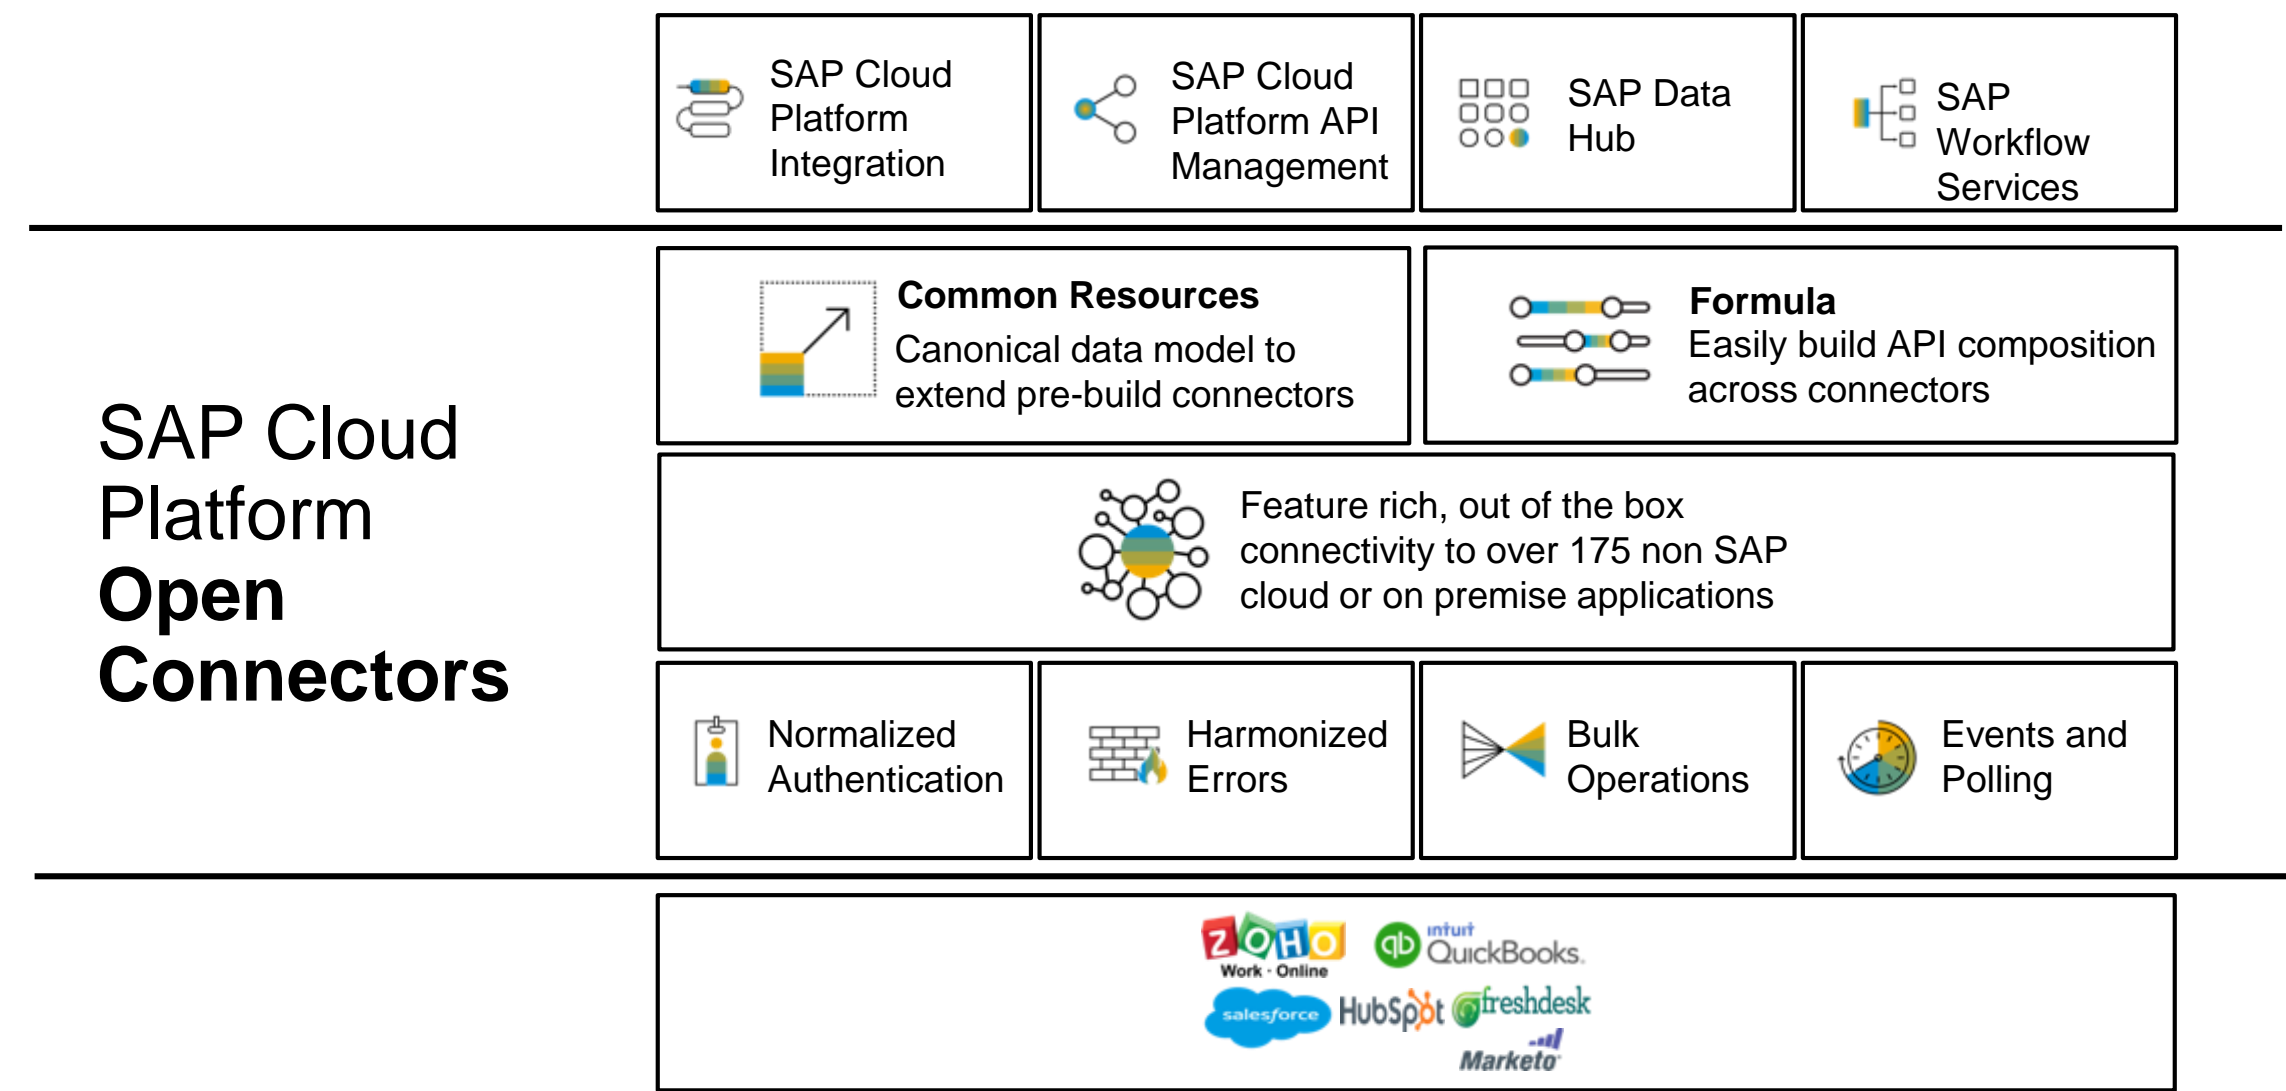 SAP Cloud
Platform
Integration
SAP Cloud
Platform API
Management
SAP Data
Hub
SAP
Workflow
Services
SAP Cloud
Platform
Open
Connectors
Common Resources
Canonical data model to
extend pre-build connectors
Formula
Easily build API composition
across connectors
Feature rich, out of the box
connectivity to over 175 non SAP
cloud or on premise applications
Normalized
Authentication
Harmonized
Errors
Bulk
Operations
Events and
Polling
ZOHO
Work · Online
qb intuit
QuickBooks.
salesforce
HubSpot
freshdesk
Marketo